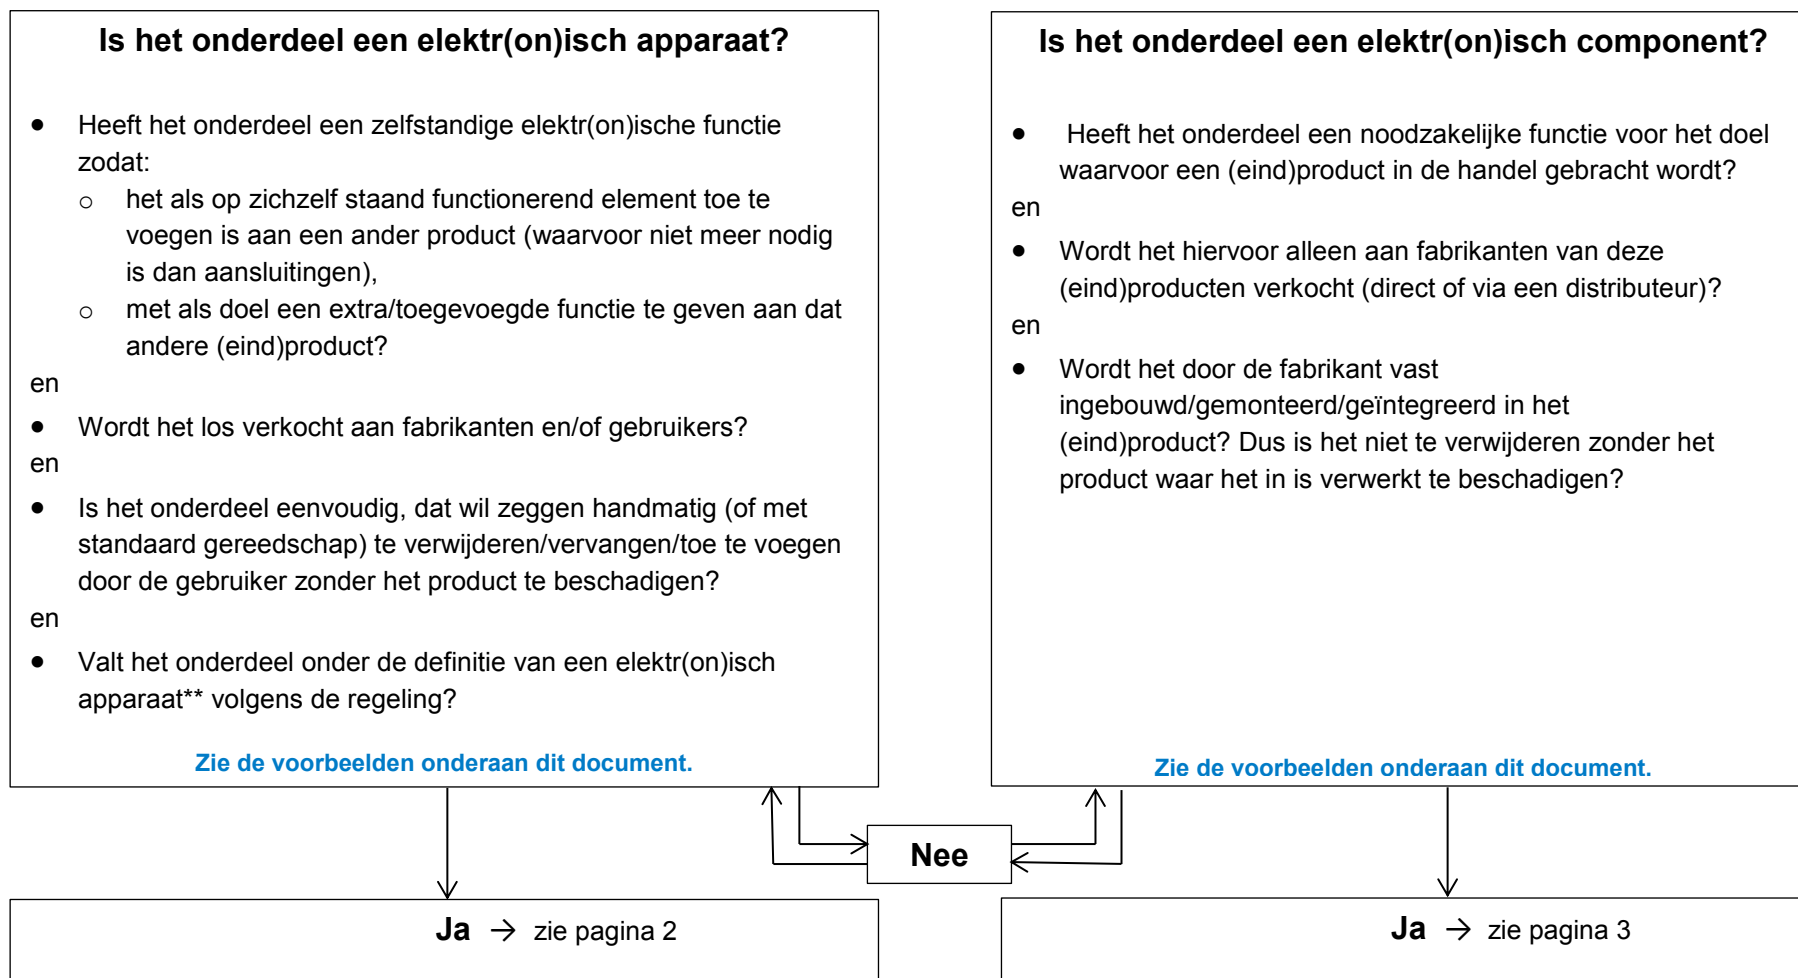 Is het onderdeel een elektr(on)isch apparaat?
● Heeft het onderdeel een zelfstandige elektr(on)ische functie
zodat:
○ het als op zichzelf staand functionerend element toe te
voegen is aan een ander product (waarvoor niet meer nodig
is dan aansluitingen),
○ met als doel een extra/toegevoegde functie te geven aan dat
andere (eind)product?
en
● Wordt het los verkocht aan fabrikanten en/of gebruikers?
en
● Is het onderdeel eenvoudig, dat wil zeggen handmatig (of met
standaard gereedschap) te verwijderen/vervangen/toe te voegen
door de gebruiker zonder het product te beschadigen?
en
● Valt het onderdeel onder de definitie van een elektr(on)isch
apparaat** volgens de regeling?
Zie de voorbeelden onderaan dit document.
Is het onderdeel een elektr(on)isch component?
● Heeft het onderdeel een noodzakelijke functie voor het doel
waarvoor een (eind)product in de handel gebracht wordt?
en
● Wordt het hiervoor alleen aan fabrikanten van deze
(eind)producten verkocht (direct of via een distributeur)?
en
● Wordt het door de fabrikant vast
ingebouwd/gemonteerd/geïntegreerd in het
(eind)product? Dus is het niet te verwijderen zonder het
product waar het in is verwerkt te beschadigen?
Zie de voorbeelden onderaan dit document.
Nee
Ja → zie pagina 2
Ja → zie pagina 3